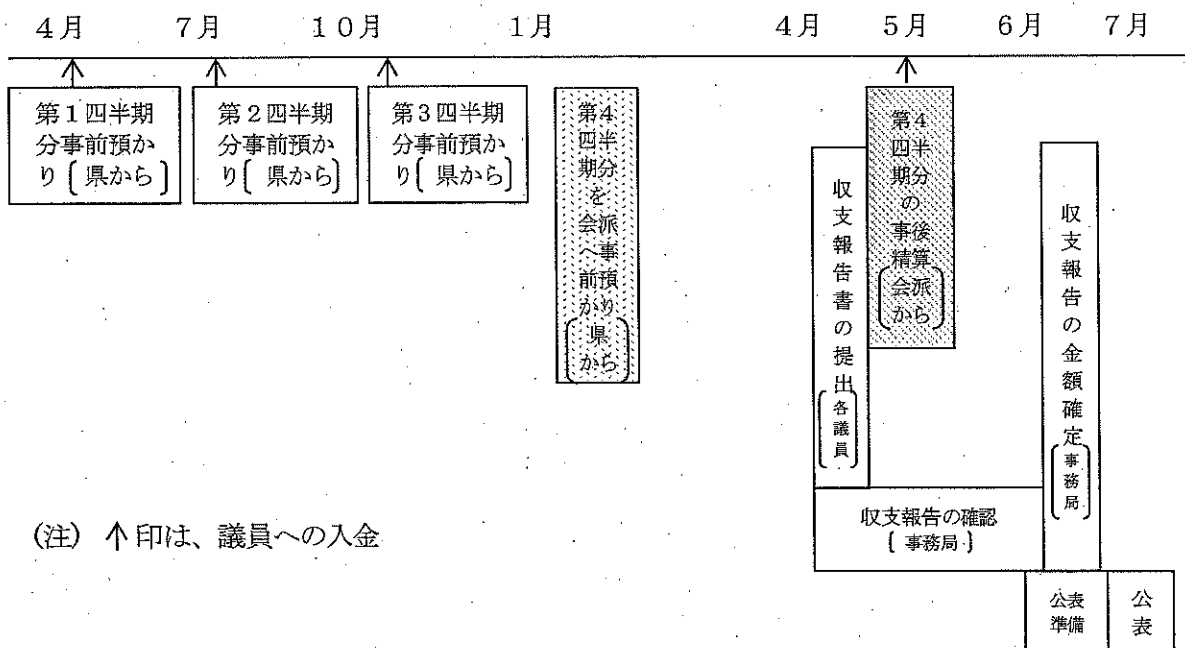 4月 7月 10月 1月 4月 5月 6月 7月
第1四半期
分事前預か
り〔県から〕
第2四半期
分事前預か
り〔県から〕
第3四半期
分事前預か
り〔県から〕
第4四半期分を会派へ事前預かり〔県から〕
収支報告書の提出〔各議員〕
第4四半期分の事後精算〔会派から〕
収支報告の金額確定〔事務局〕
収支報告の確認
〔事務局〕
(注) ↑印は、議員への入金
公表
準備
公表